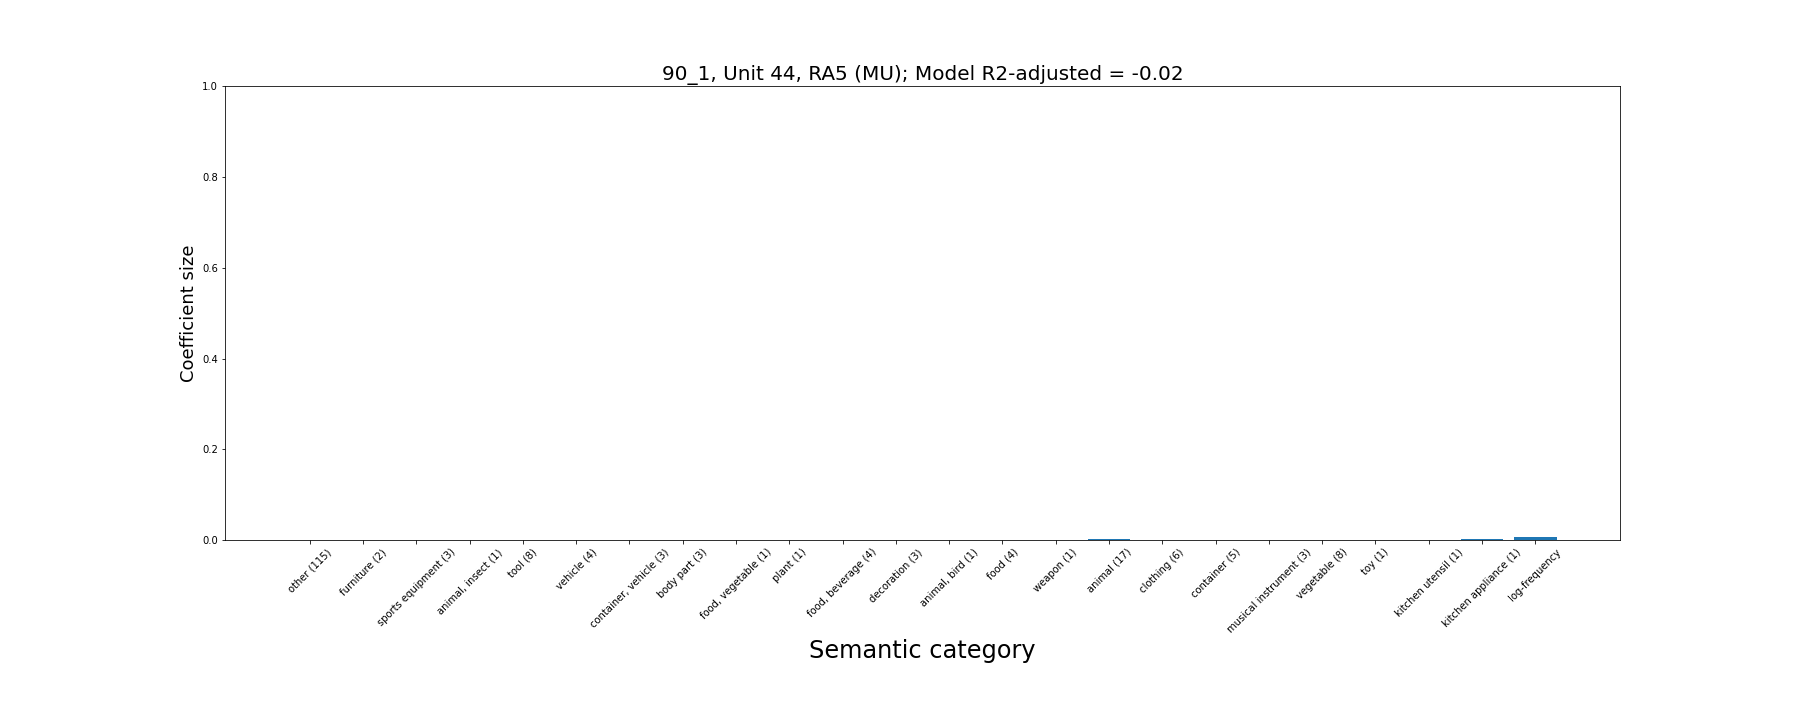 90_1, Unit 44, RA5 (MU); Model R2-adjusted = -0.02
Coefficient size
1.0
0.8
0.6
0.4
0.2
0.0
other (115)
furniture (2)
sports equipment (3)
animal, insect (1)
tool (8)
vehicle (4)
container, vehicle (3)
body part (3)
food, vegetable (1)
plant (1)
food, beverage (4)
decoration (3)
animal, bird (1)
food (4)
weapon (1)
animal (17)
clothing (6)
container (5)
musical instrument (3)
vegetable (8)
toy (1)
kitchen utensil (1)
kitchen appliance (1)
log-frequency
Semantic category